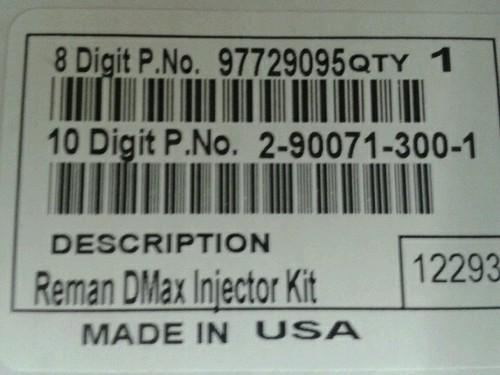 8 Digit P.No. 97729095 QTY 1
10 Digit P.No. 2-90071-300-1
DESCRIPTION
Reman DMax Injector Kit
12293
MADE IN USA